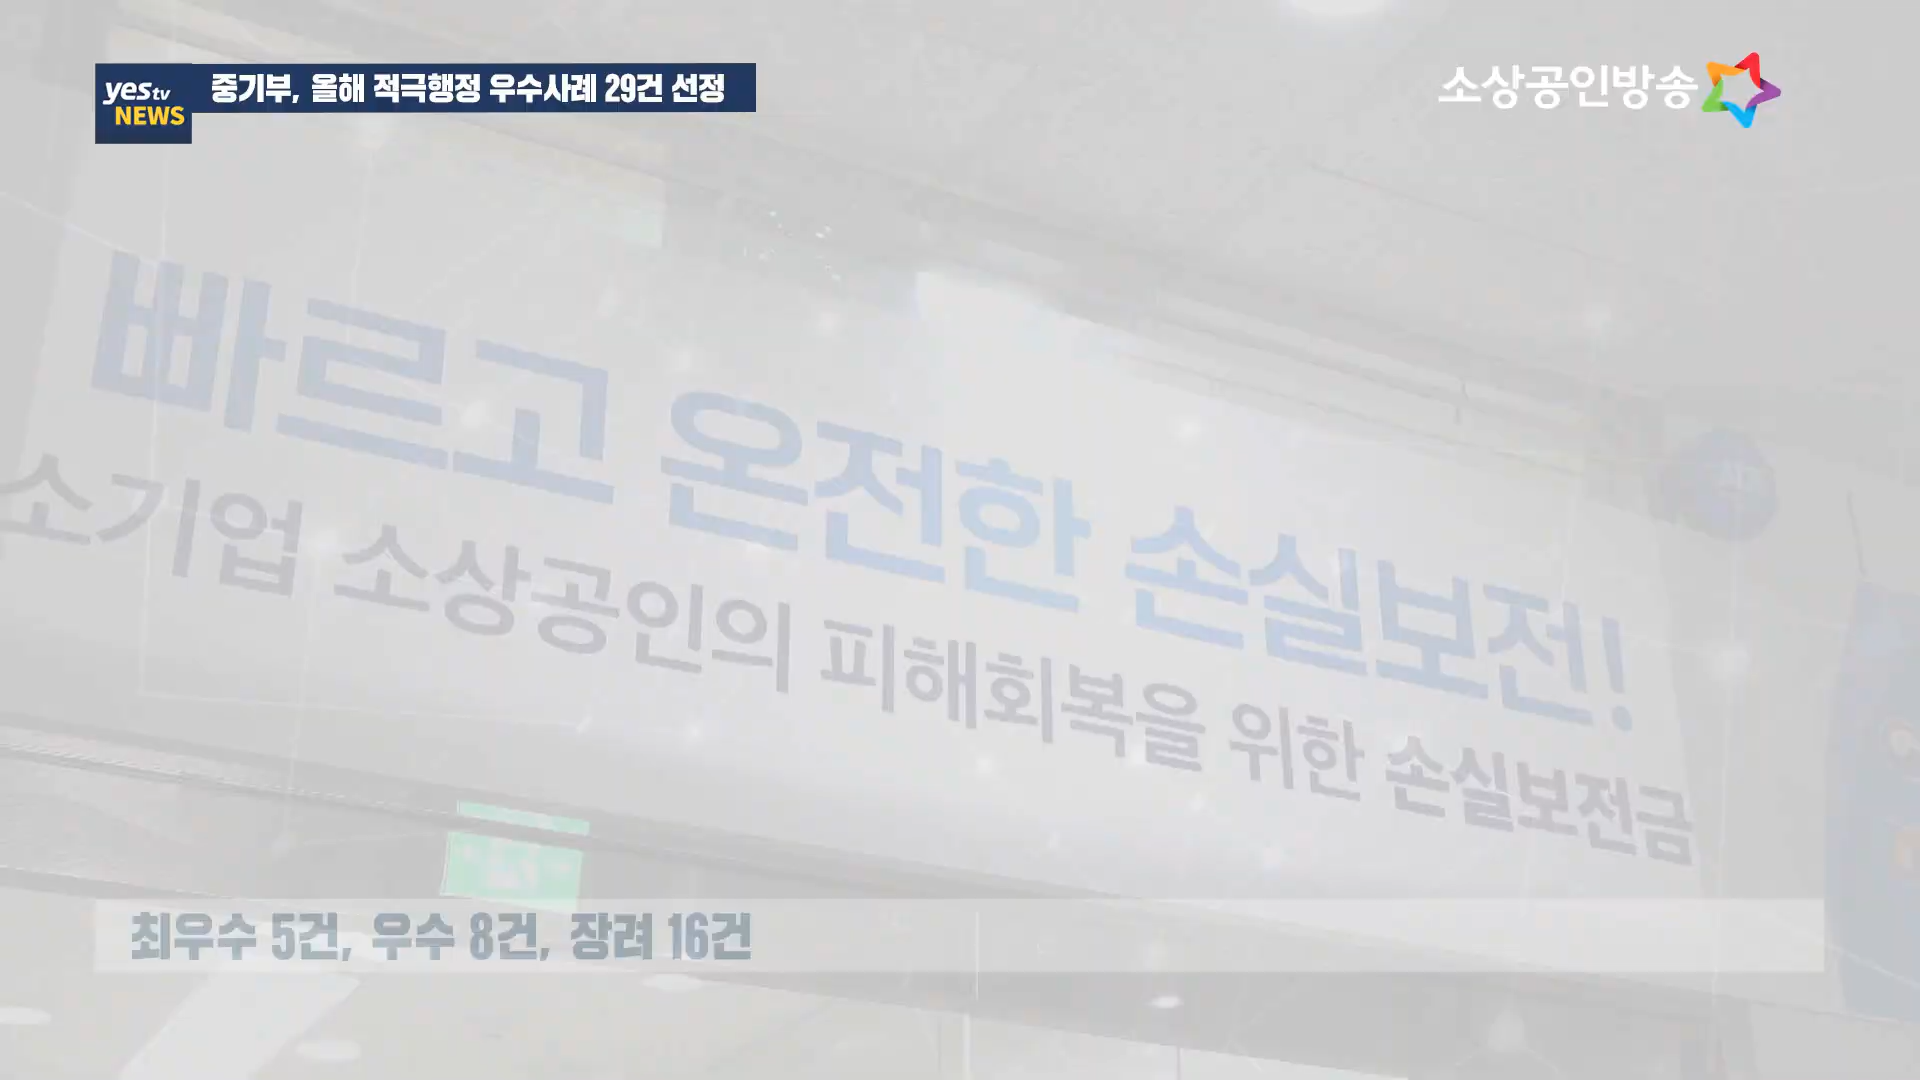 yes tv NEWS
중기부, 올해 적극행정 우수사례 29건 선정
소상공인방송
빠르고 온전한 손실보전!
소기업 소상공인의 피해회복을 위한 손실보전금
최우수 5건, 우수 8건, 장려 16건